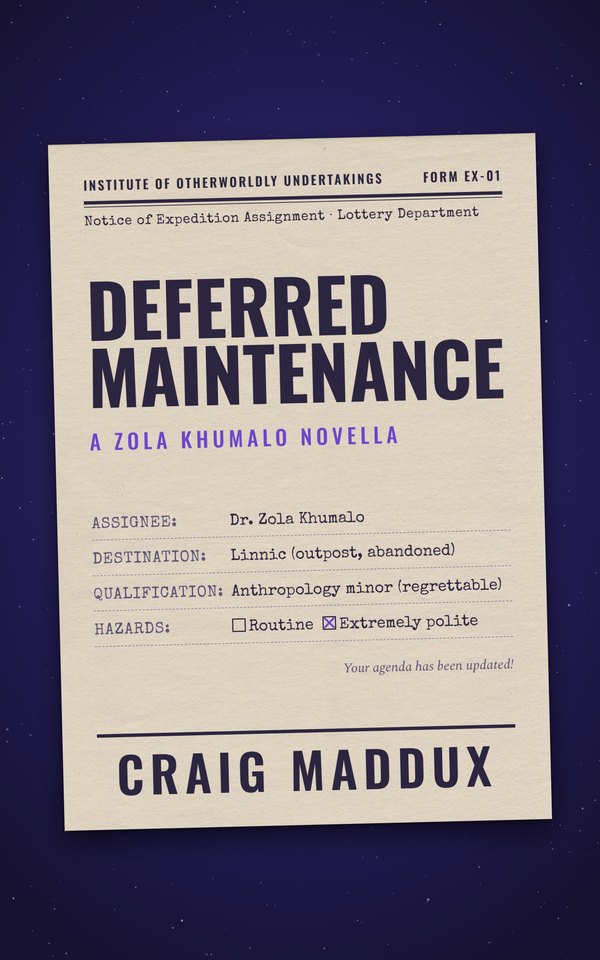 INSTITUTE OF OTHERWORLDLY UNDERTAKINGS FORM EX-01
Notice of Expedition Assignment · Lottery Department
DEFERRED
MAINTENANCE
A ZOLA KHUMALO NOVELLA
ASSIGNEE: Dr. Zola Khumalo
DESTINATION: Linnic (outpost, abandoned)
QUALIFICATION: Anthropology minor (regrettable)
HAZARDS: ☐ Routine ☒ Extremely polite
Your agenda has been updated!
CRAIG MADDUX